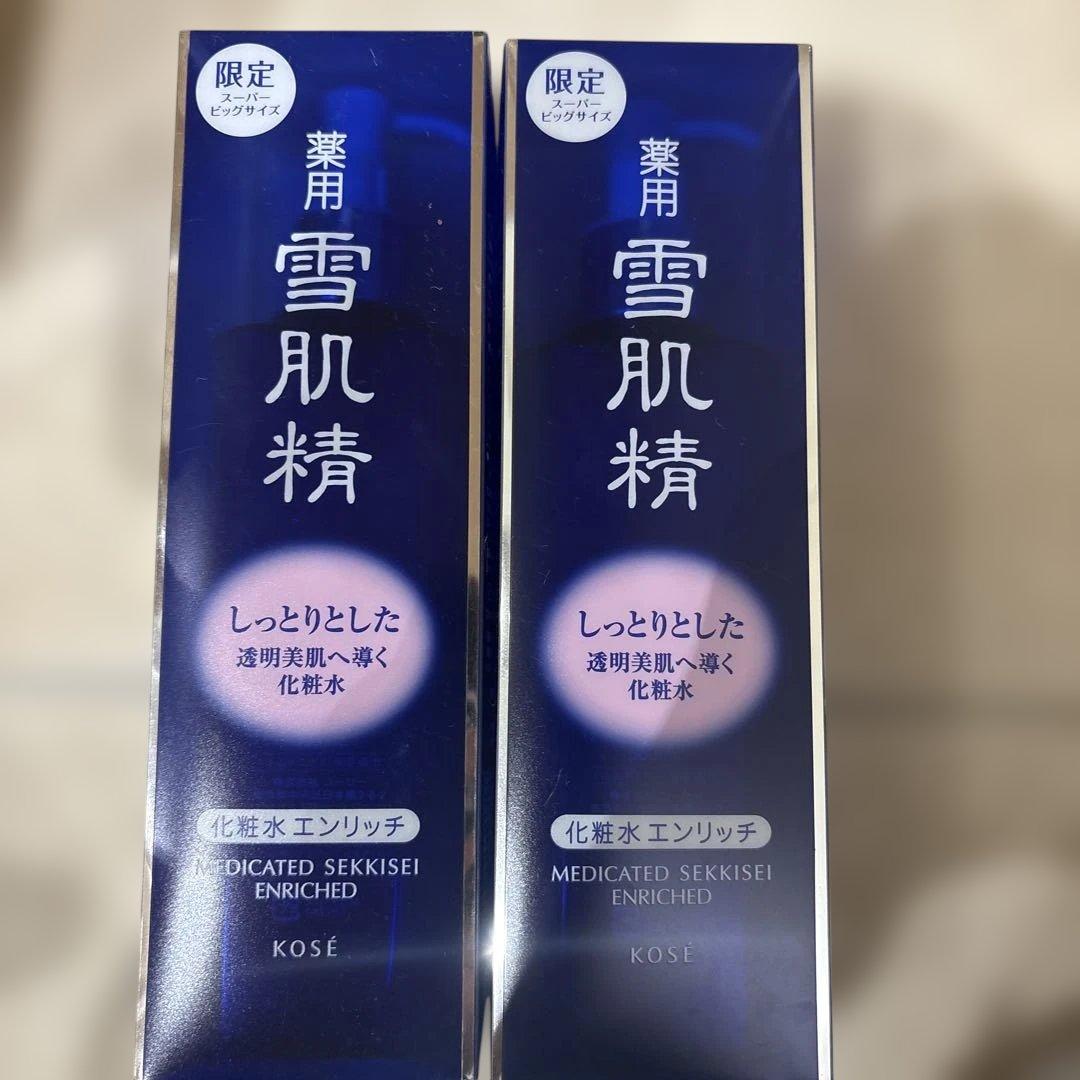 限定
スーパー
ビッグサイズ
薬用
雪肌精
しっとりとした
透明美肌へ導く
化粧水
化粧水 エンリッチ
MEDICATED SEKKISEI
ENRICHED
KOSÉ
限定
スーパー
ビッグサイズ
薬用
雪肌精
しっとりとした
透明美肌へ導く
化粧水
化粧水 エンリッチ
MEDICATED SEKKISEI
ENRICHED
KOSÉ